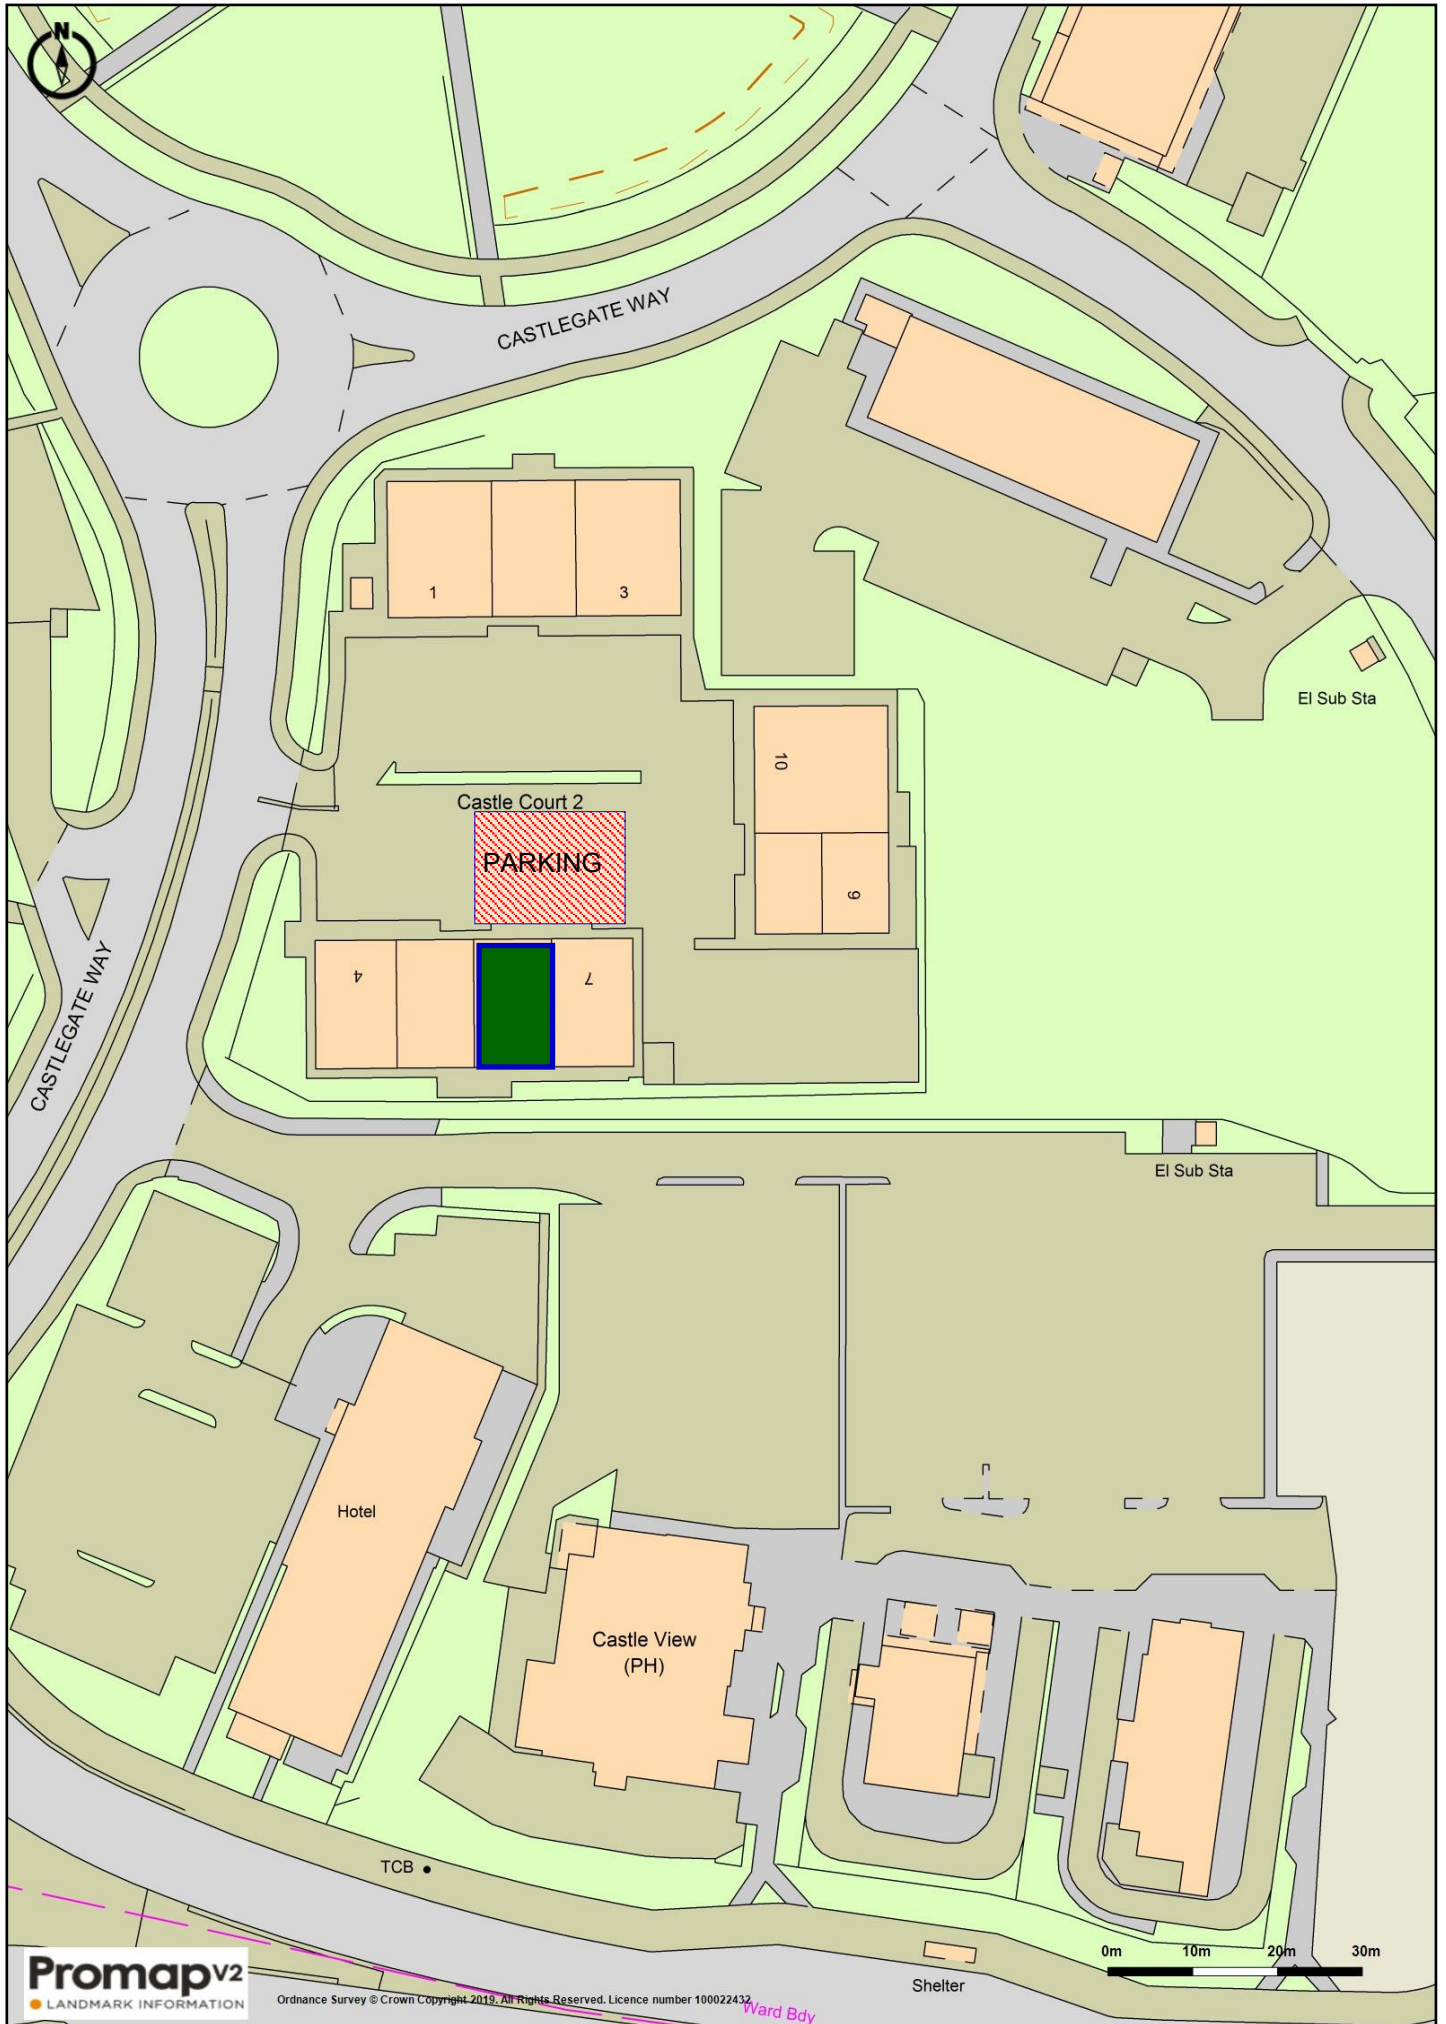 N
CASTLEGATE WAY
1
3
El Sub Sta
10
Castle Court 2
PARKING
9
4
7
CASTLEGATE WAY
El Sub Sta
Hotel
Castle View
(PH)
TCB
0m 10m 20m 30m
Shelter
Promap V2
LANDMARK INFORMATION
Ordnance Survey © Crown Copyright 2019. All Rights Reserved. Licence number 100022432
Ward Bdy